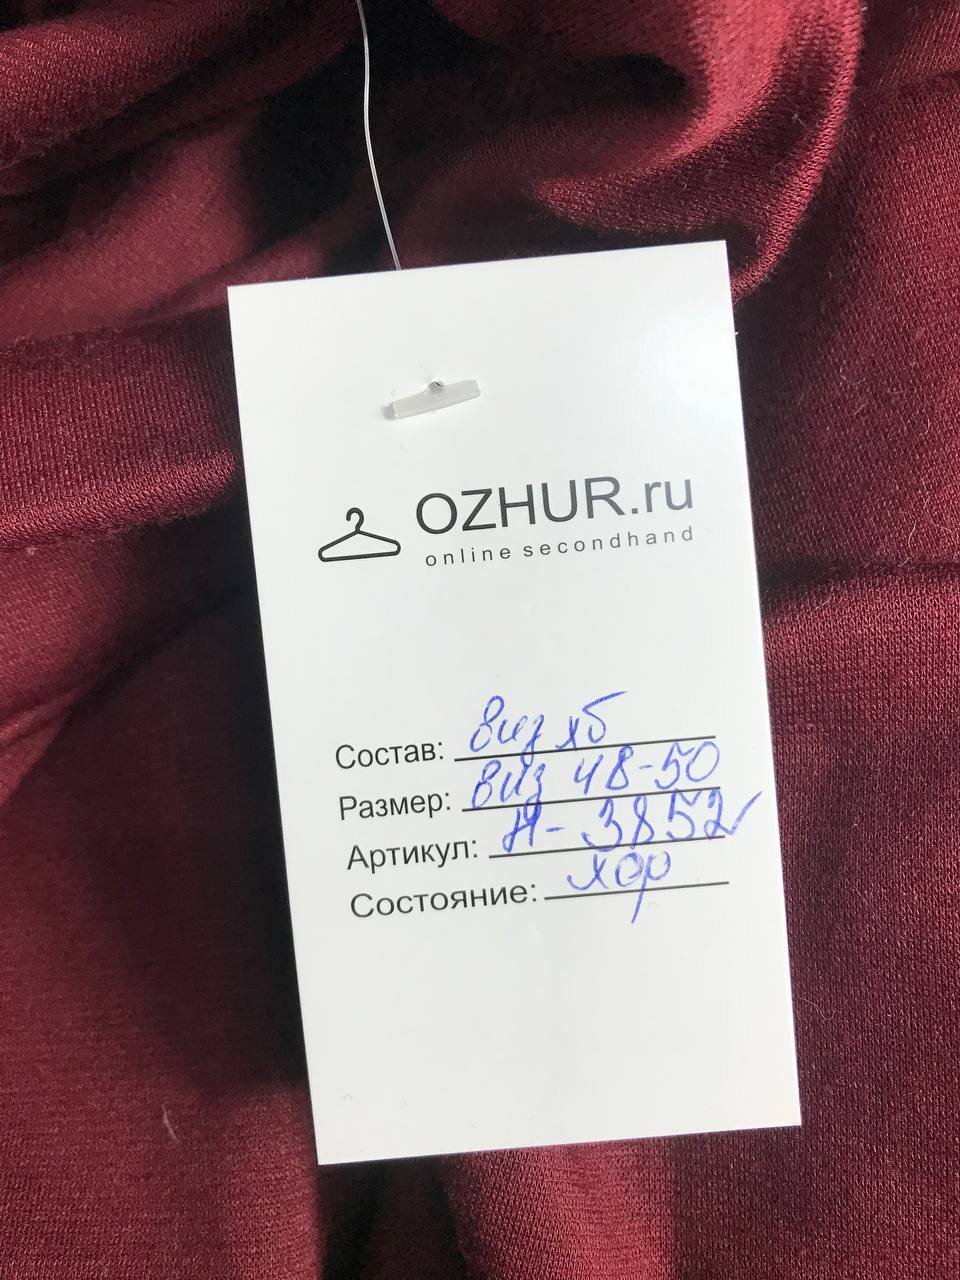 OZHUR.ru
online secondhand
Состав: виз хб
Размер: виз 48-50
Артикул: Н-3852
Состояние: хор